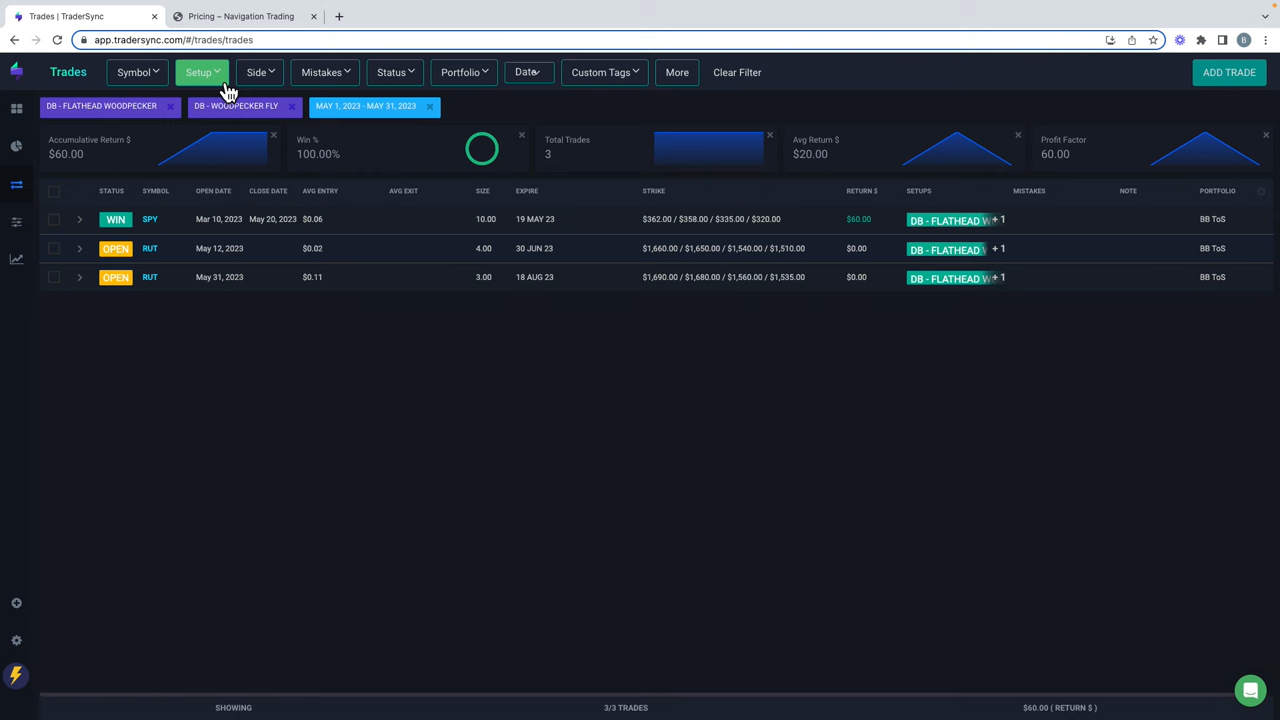 Trades | TraderSync
Pricing – Navigation Trading
app.tradersync.com/#/trades/trades
Trades
Symbol
Setup
Side
Mistakes
Status
Portfolio
Date
Custom Tags
More
Clear Filter
ADD TRADE
DB - FLATHEAD WOODPECKER
DB - WOODPECKER FLY
MAY 1, 2023 - MAY 31, 2023
Accumulative Return $
$60.00
Win %
100.00%
Total Trades
3
Avg Return $
$20.00
Profit Factor
60.00
STATUS SYMBOL OPEN DATE CLOSE DATE AVG ENTRY AVG EXIT SIZE EXPIRE STRIKE RETURN $ SETUPS MISTAKES NOTE PORTFOLIO
WIN SPY Mar 10, 2023 May 20, 2023 $0.06 10.00 19 MAY 23 $362.00 / $358.00 / $335.00 / $320.00 $60.00 DB - FLATHEAD W + 1 BB ToS
OPEN RUT May 12, 2023 $0.02 4.00 30 JUN 23 $1,660.00 / $1,650.00 / $1,540.00 / $1,510.00 $0.00 DB - FLATHEAD + 1 BB ToS
OPEN RUT May 31, 2023 $0.11 3.00 18 AUG 23 $1,690.00 / $1,680.00 / $1,560.00 / $1,535.00 $0.00 DB - FLATHEAD W + 1 BB ToS
SHOWING 3/3 TRADES $60.00 ( RETURN $ )